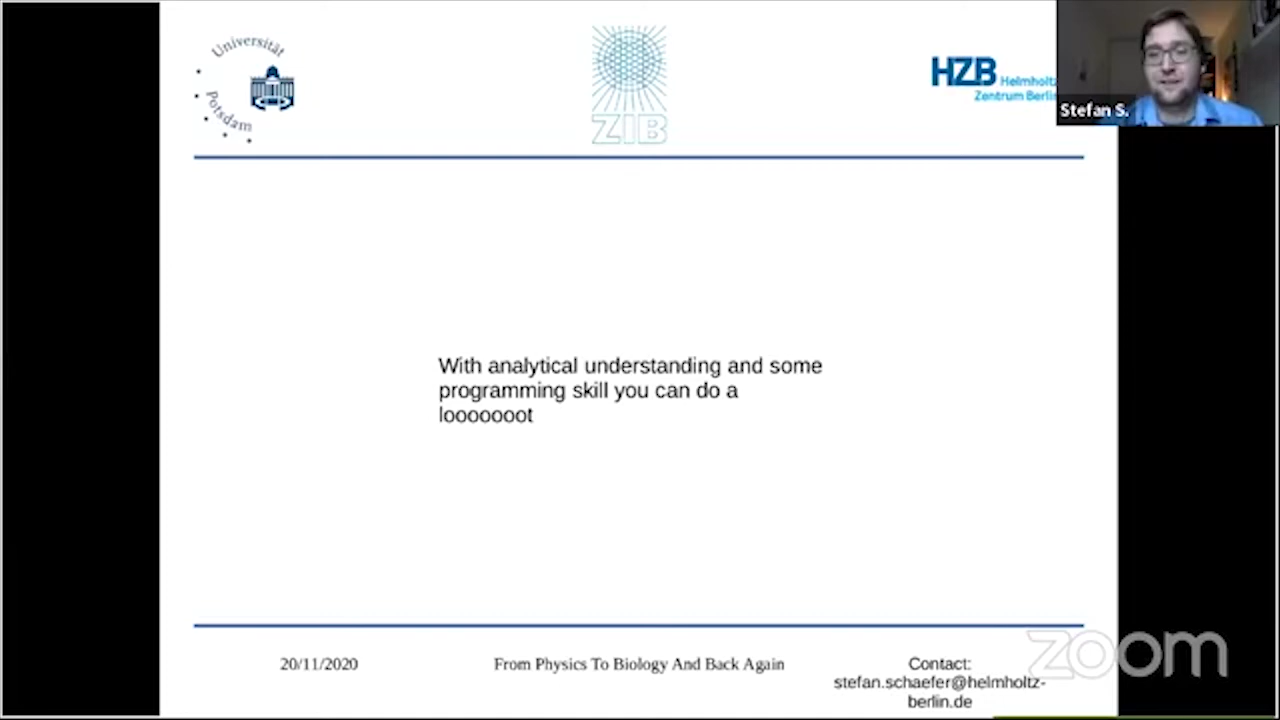 Universität
Potsdam
ZIB
HZB Helmholtz
Zentrum Berlin
Stefan S.
With analytical understanding and some
programming skill you can do a
looooooot
20/11/2020
From Physics To Biology And Back Again
Contact:
stefan.schaefer@helmholtz-
berlin.de
zoom